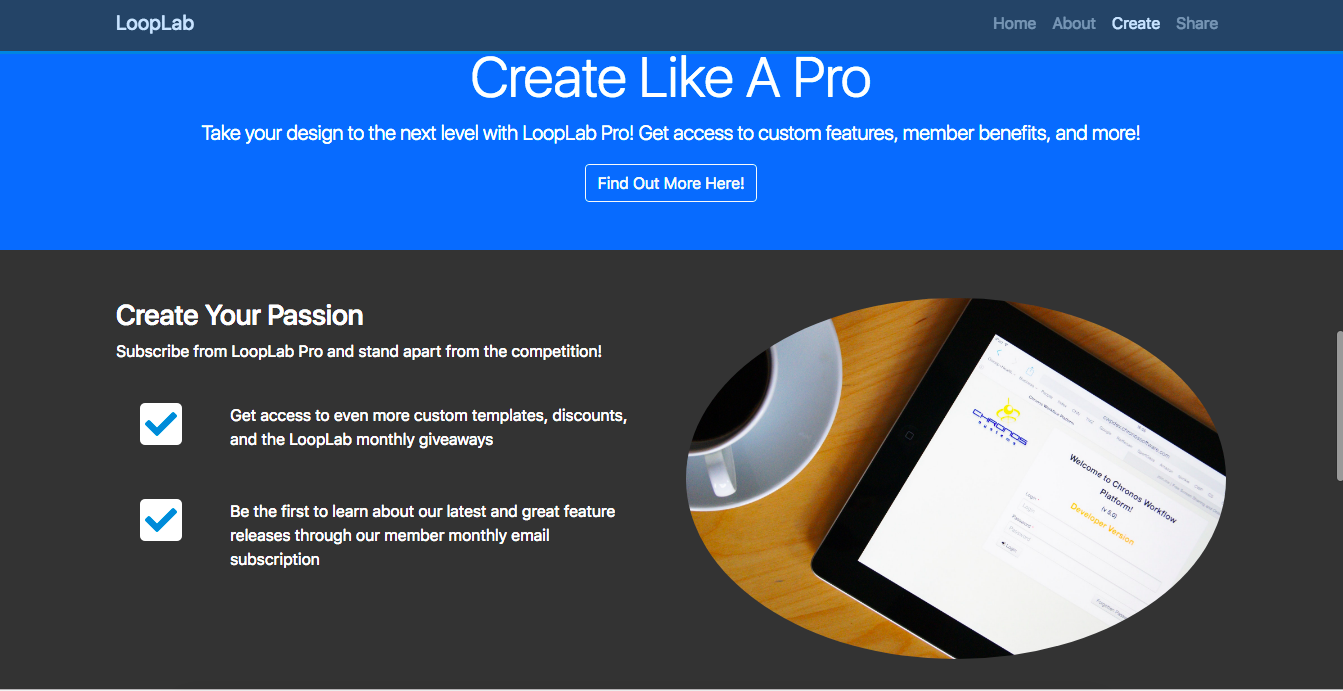 LoopLab
Home About Create Share
Create Like A Pro
Take your design to the next level with LoopLab Pro! Get access to custom features, member benefits, and more!
Find Out More Here!
Create Your Passion
Subscribe from LoopLab Pro and stand apart from the competition!
Get access to even more custom templates, discounts,
and the LoopLab monthly giveaways
Be the first to learn about our latest and great feature
releases through our member monthly email
subscription
CHRONOS
SYSTEMS
Welcome to Chronos Workflow
Platform!
(v 5.0)
Developer Version
Login
Login
Password
Password
Login